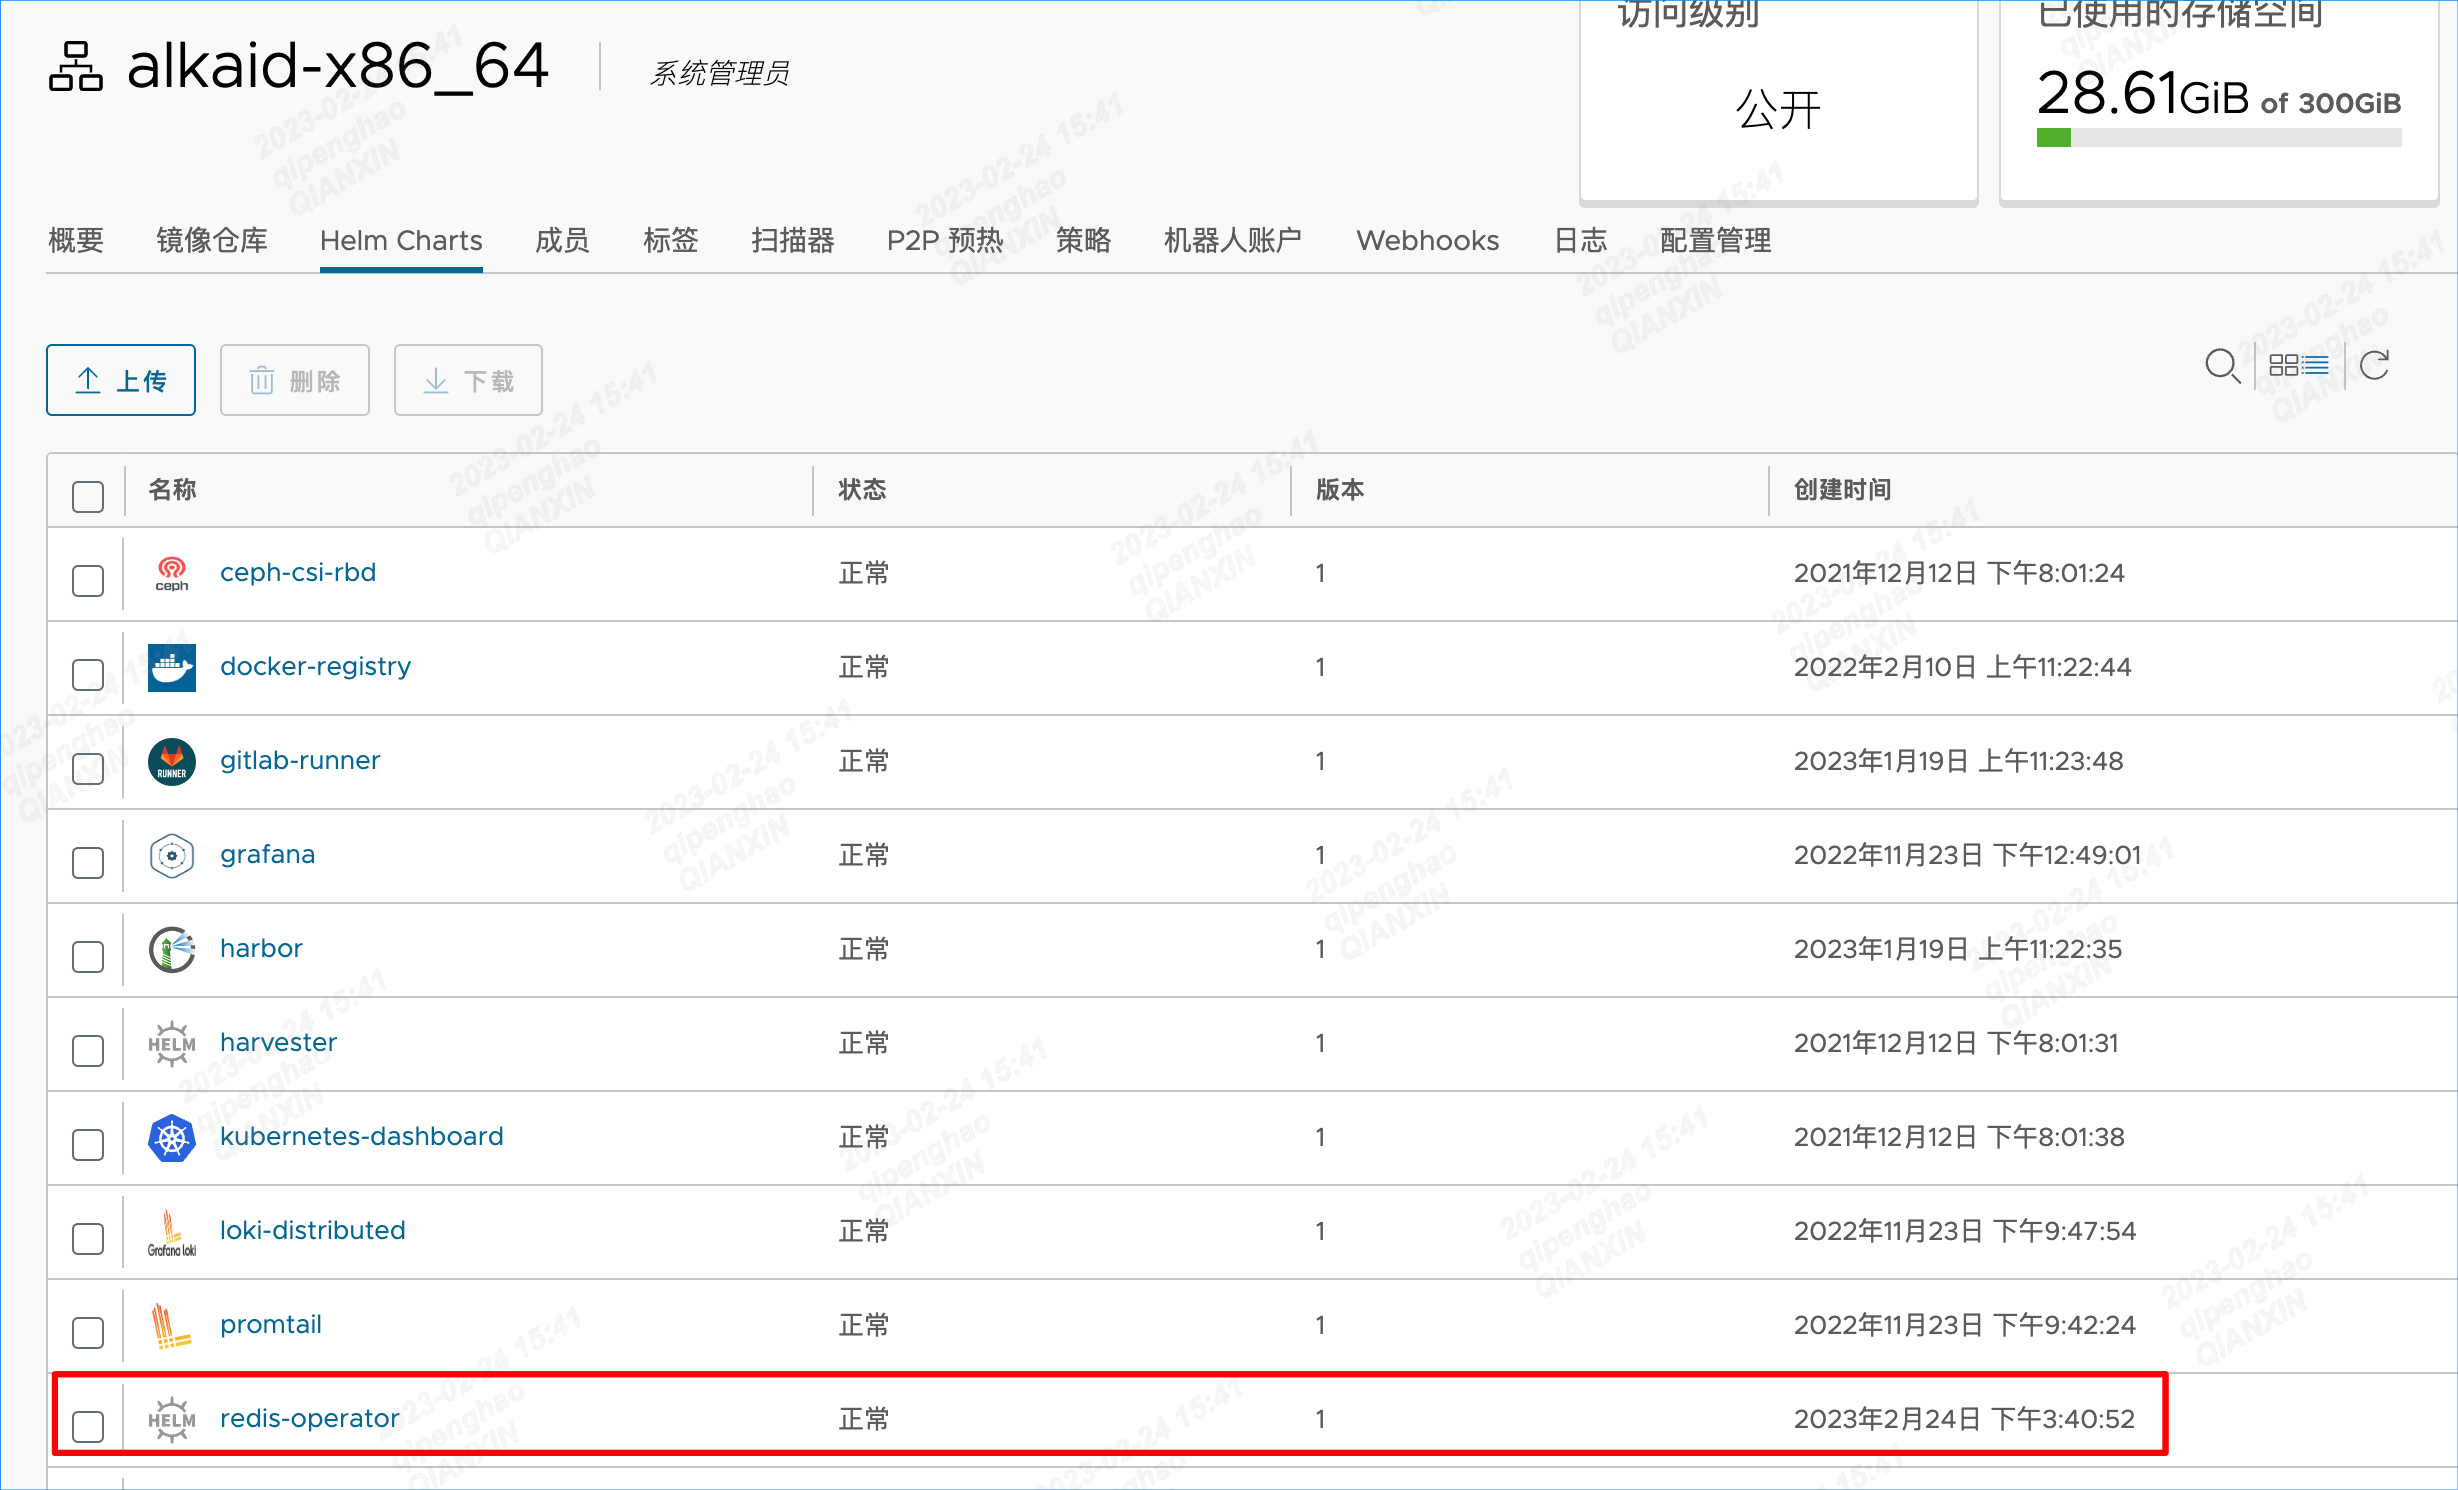 访问级别
已使用的存储空间
alkaid-x86_64
系统管理员
公开
28.61GiB of 300GiB
概要 镜像仓库 Helm Charts 成员 标签 扫描器 P2P 预热 策略 机器人账户 Webhooks 日志 配置管理
上传 删除 下载
名称 状态 版本 创建时间
ceph
ceph-csi-rbd 正常 1 2021年12月12日 下午8:01:24
docker-registry 正常 1 2022年2月10日 上午11:22:44
RUNNER
gitlab-runner 正常 1 2023年1月19日 上午11:23:48
grafana 正常 1 2022年11月23日 下午12:49:01
harbor 正常 1 2023年1月19日 上午11:22:35
HELM
harvester 正常 1 2021年12月12日 下午8:01:31
kubernetes-dashboard 正常 1 2021年12月12日 下午8:01:38
Grafana loki
loki-distributed 正常 1 2022年11月23日 下午9:47:54
promtail 正常 1 2022年11月23日 下午9:42:24
HELM
redis-operator 正常 1 2023年2月24日 下午3:40:52
2023-02-24 15:41
qipenghao
QIANXIN